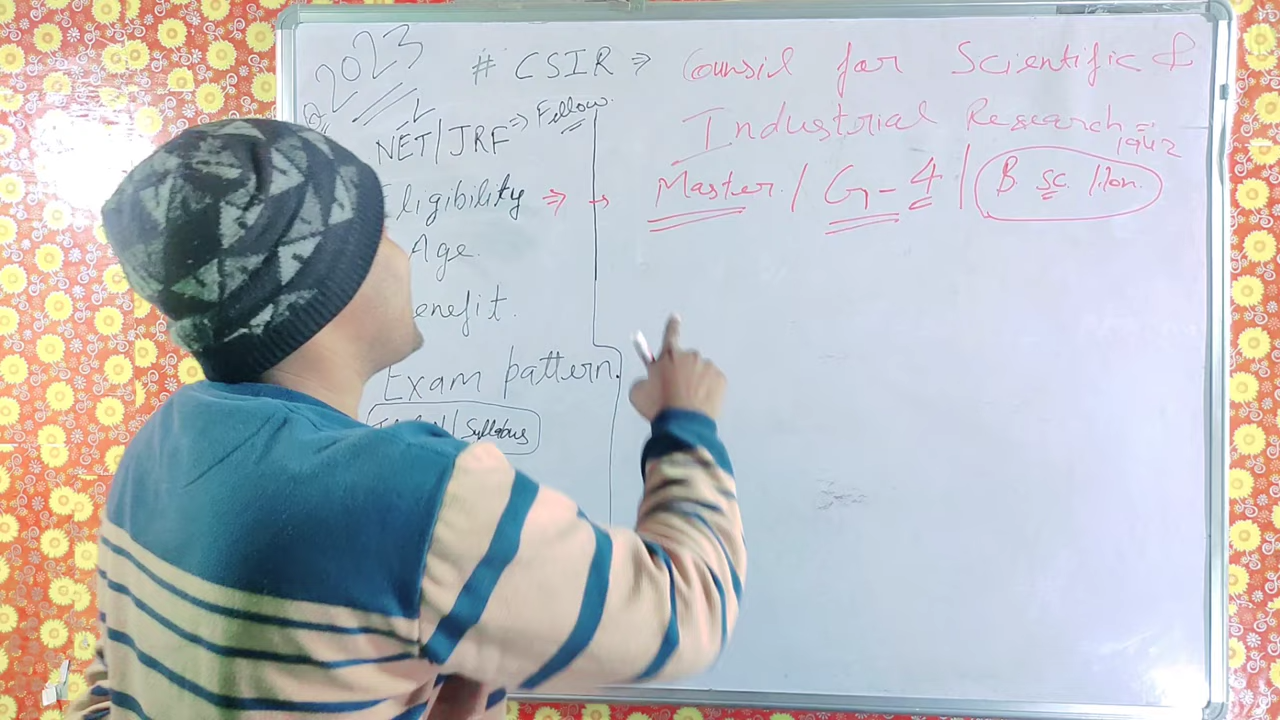 2023
# CSIR ⇒ Counsil for Scientific &
Industrial Research = 1942
NET/JRF ⇒ Fellow.
Eligibility ⇒ → Master / G-4 / B.sc. Hon.
Age.
enefit.
Exam pattern.
Syllabus